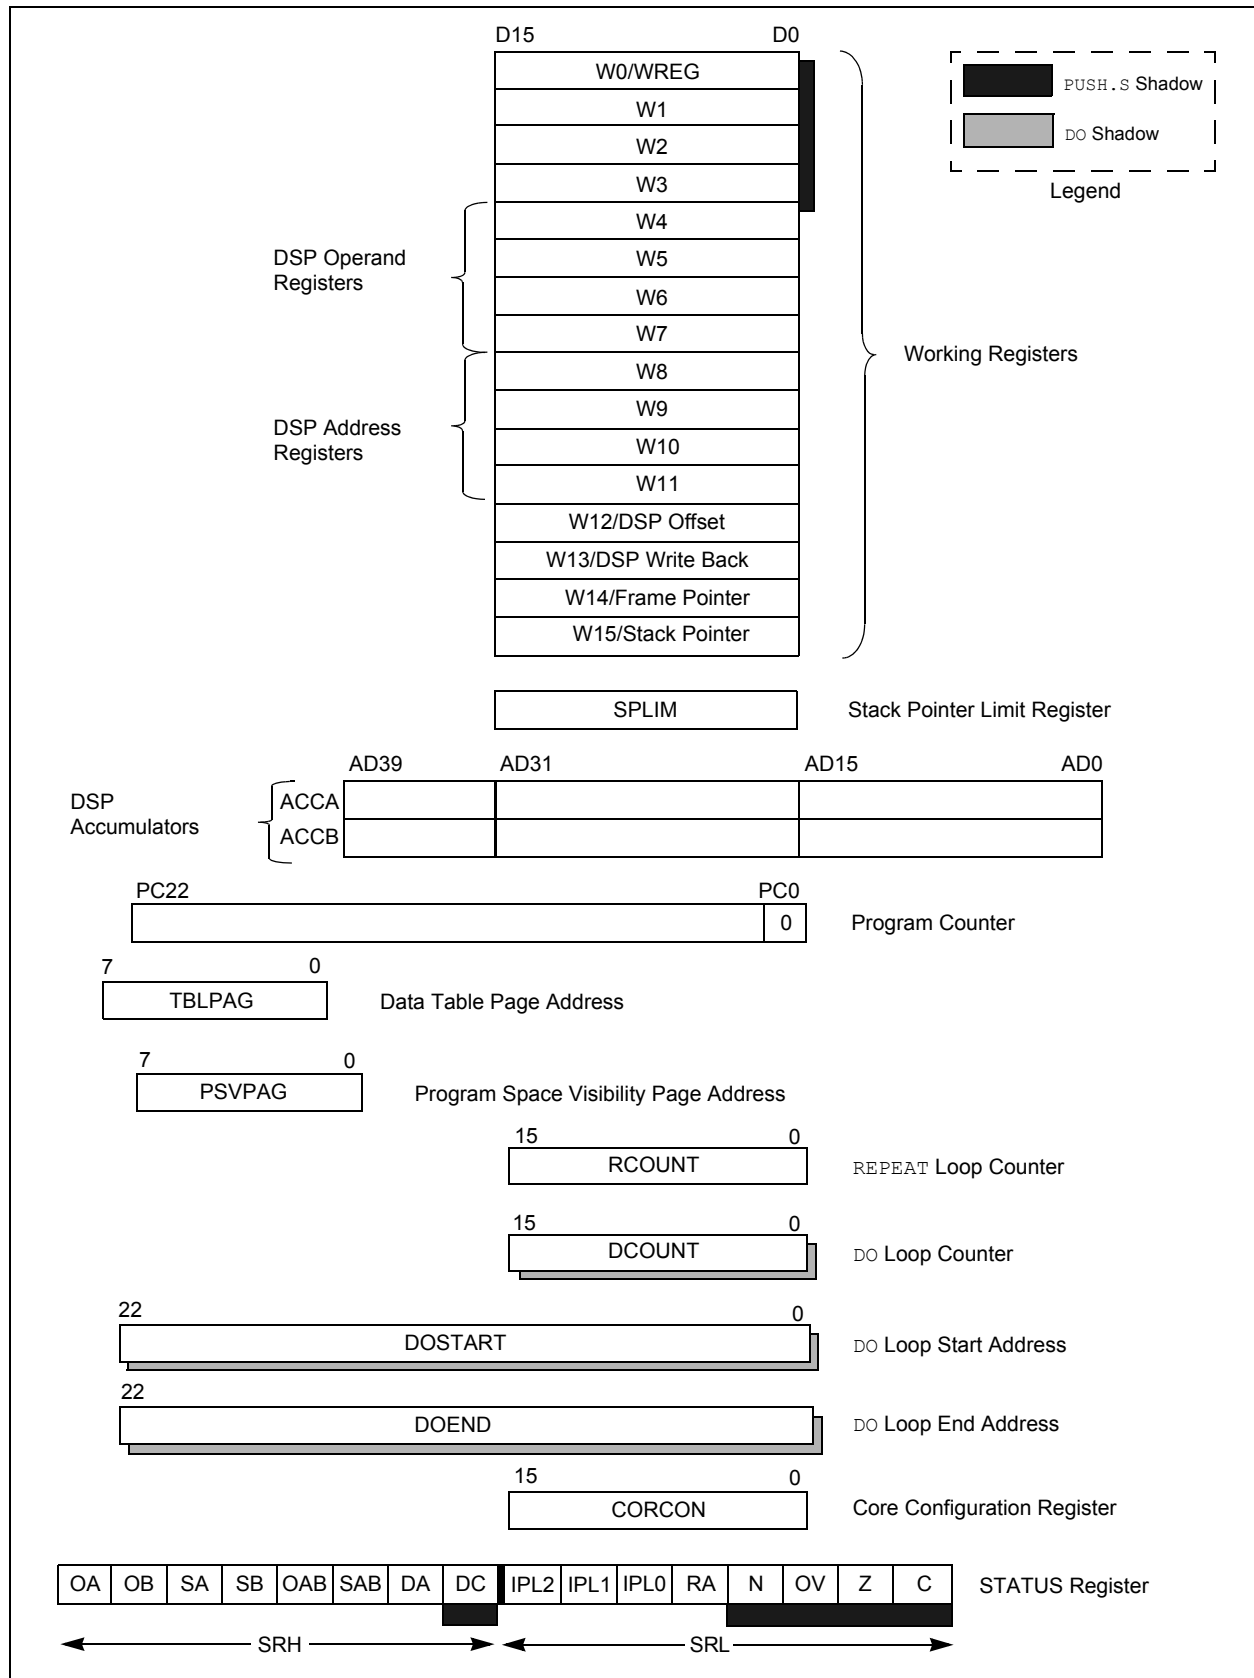 D15 D0
W0/WREG
W1
W2
W3
W4
W5
W6
W7
W8
W9
W10
W11
W12/DSP Offset
W13/DSP Write Back
W14/Frame Pointer
W15/Stack Pointer
PUSH.S Shadow
DO Shadow
Legend
DSP Operand
Registers
DSP Address
Registers
Working Registers
SPLIM Stack Pointer Limit Register
AD39 AD31 AD15 AD0
DSP
Accumulators
ACCA
ACCB
PC22 PC0
0 Program Counter
7 0
TBLPAG Data Table Page Address
7 0
PSVPAG Program Space Visibility Page Address
15 0
RCOUNT REPEAT Loop Counter
15 0
DCOUNT DO Loop Counter
22 0
DOSTART DO Loop Start Address
22
DOEND DO Loop End Address
15 0
CORCON Core Configuration Register
OA OB SA SB OAB SAB DA DC IPL2 IPL1 IPL0 RA N OV Z C STATUS Register
SRH SRL